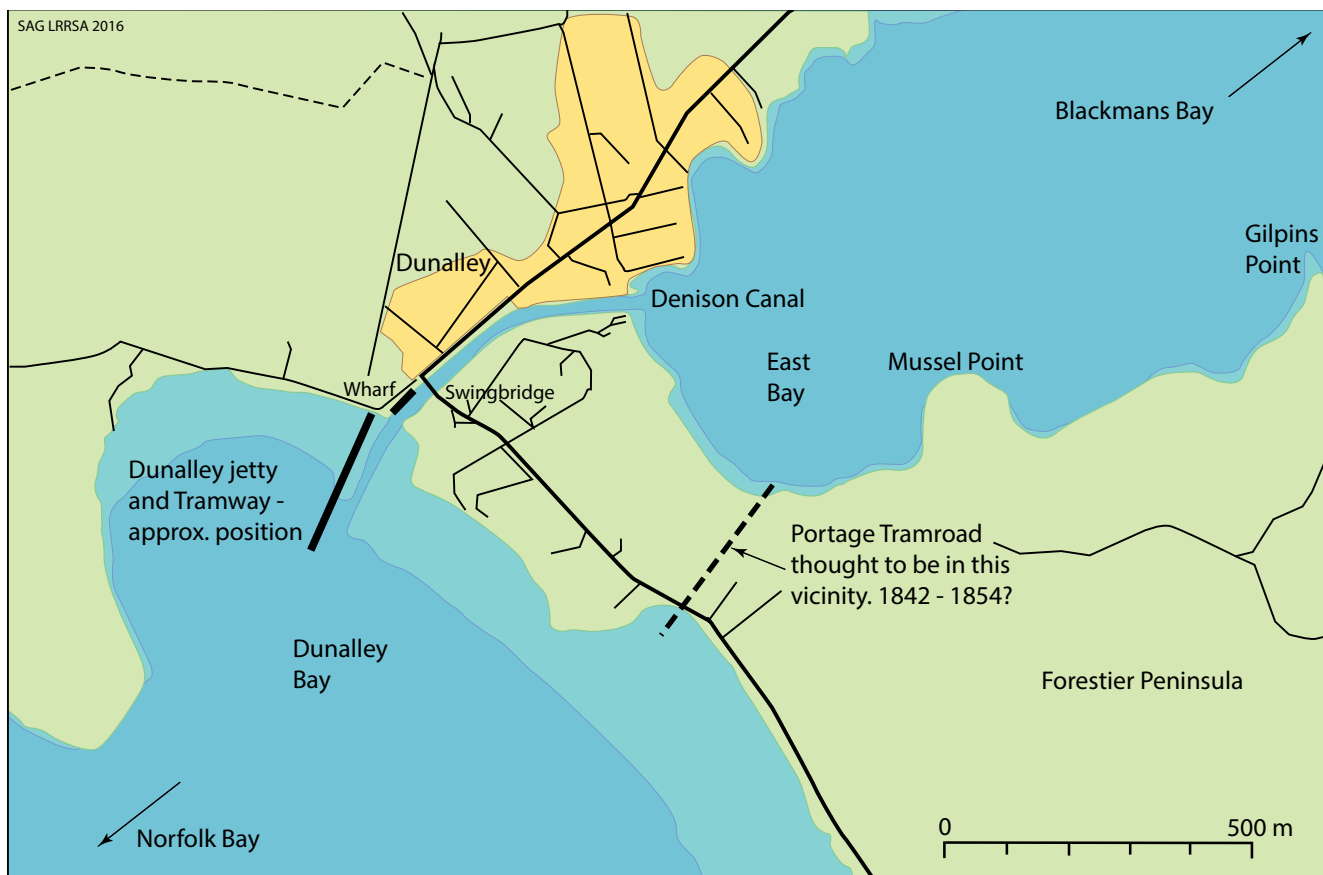 SAG LRRSA 2016
Blackmans Bay
Gilpins
Point
Dunalley
Denison Canal
East
Bay
Mussel Point
Wharf
Swingbridge
Dunalley jetty
and Tramway -
approx. position
Portage Tramroad
thought to be in this
vicinity. 1842 - 1854?
Dunalley
Bay
Forestier Peninsula
Norfolk Bay
0
500 m